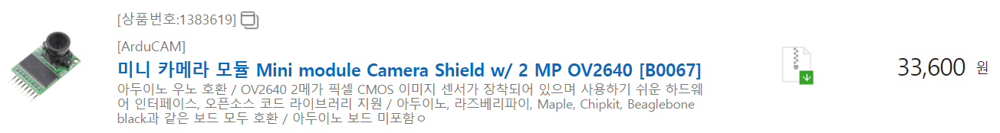 [상품번호:1383619]
[ArduCAM]
미니 카메라 모듈 Mini module Camera Shield w/ 2 MP OV2640 [B0067]
아두이노 우노 호환 / OV2640 2메가 픽셀 CMOS 이미지 센서가 장착되어 있으며 사용하기 쉬운 하드웨
어 인터페이스, 오픈소스 코드 라이브러리 지원 / 아두이노, 라즈베리파이, Maple, Chipkit, Beaglebone
black과 같은 보드 모두 호환 / 아두이노 보드 미포함ㅇ
33,600 원